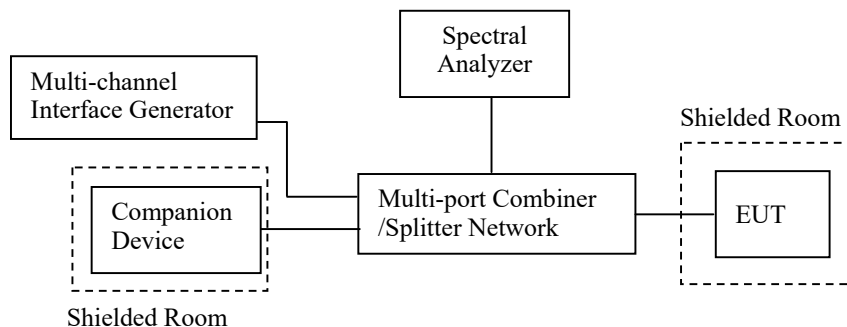 Spectral
Analyzer
Multi-channel
Interface Generator
Shielded Room
Multi-port Combiner
/Splitter Network
EUT
Companion
Device
Shielded Room